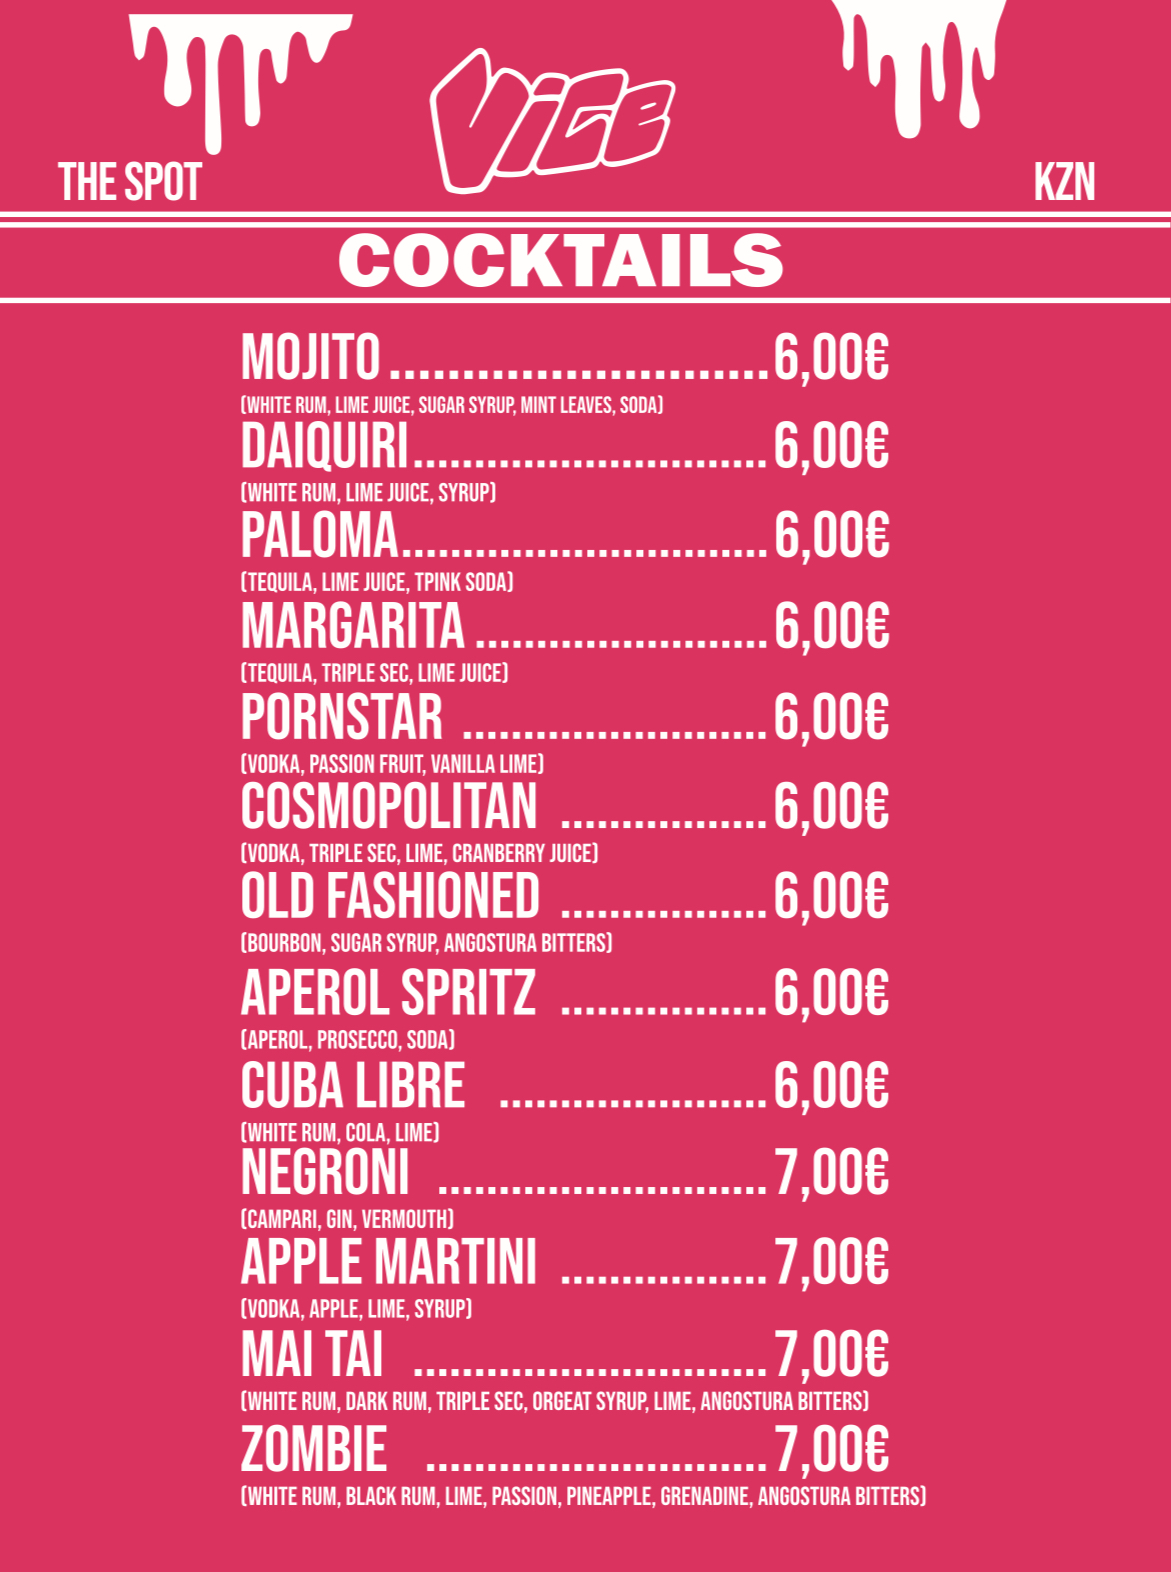 Vice
THE SPOT
KZN
COCKTAILS
MOJITO ..........................6,00€
(WHITE RUM, LIME JUICE, SUGAR SYRUP, MINT LEAVES, SODA)
DAIQUIRI.............................6,00€
(WHITE RUM, LIME JUICE, SYRUP)
PALOMA..............................6,00€
(TEQUILA, LIME JUICE, TPINK SODA)
MARGARITA ........................6,00€
(TEQUILA, TRIPLE SEC, LIME JUICE)
PORNSTAR .........................6,00€
(VODKA, PASSION FRUIT, VANILLA LIME)
COSMOPOLITAN .................6,00€
(VODKA, TRIPLE SEC, LIME, CRANBERRY JUICE)
OLD FASHIONED .................6,00€
(BOURBON, SUGAR SYRUP, ANGOSTURA BITTERS)
APEROL SPRITZ .................6,00€
(APEROL, PROSECCO, SODA)
CUBA LIBRE ......................6,00€
(WHITE RUM, COLA, LIME)
NEGRONI ...........................7,00€
(CAMPARI, GIN, VERMOUTH)
APPLE MARTINI .................7,00€
(VODKA, APPLE, LIME, SYRUP)
MAI TAI .............................7,00€
(WHITE RUM, DARK RUM, TRIPLE SEC, ORGEAT SYRUP, LIME, ANGOSTURA BITTERS)
ZOMBIE ............................7,00€
(WHITE RUM, BLACK RUM, LIME, PASSION, PINEAPPLE, GRENADINE, ANGOSTURA BITTERS)